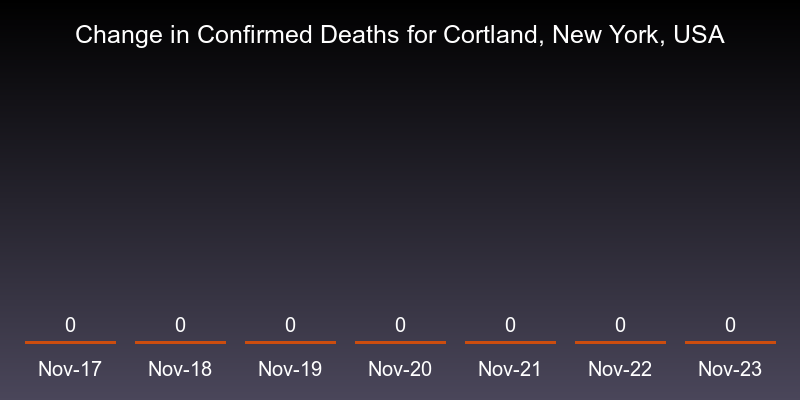 Change in Confirmed Deaths for Cortland, New York, USA
0 0 0 0 0 0 0
Nov-17 Nov-18 Nov-19 Nov-20 Nov-21 Nov-22 Nov-23